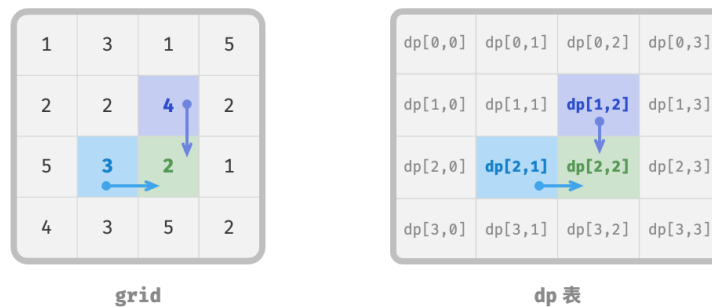 1 3 1 5
2 2 4 2
5 3 2 1
4 3 5 2
grid
dp[0,0] dp[0,1] dp[0,2] dp[0,3]
dp[1,0] dp[1,1] dp[1,2] dp[1,3]
dp[2,0] dp[2,1] dp[2,2] dp[2,3]
dp[3,0] dp[3,1] dp[3,2] dp[3,3]
dp 表